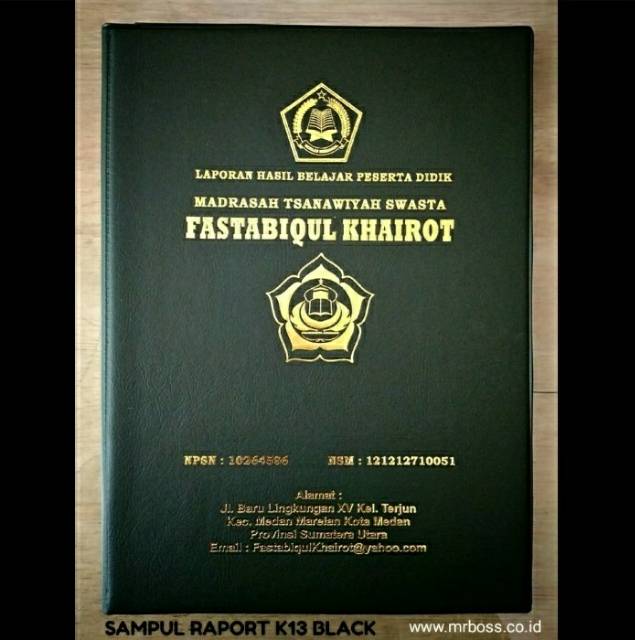 LAPORAN HASIL BELAJAR PESERTA DIDIK
MADRASAH TSANAWIYAH SWASTA
FASTABIQUL KHAIROT
NPSN : 10264586 NSM : 121212710051
Alamat :
Jl. Baru Lingkungan XV Kel. Terjun
Kec. Medan Marelan Kota Medan
Provinsi Sumatera Utara
Email : FastabiqulKhairot@yahoo.com
SAMPUL RAPORT K13 BLACK www.mrboss.co.id